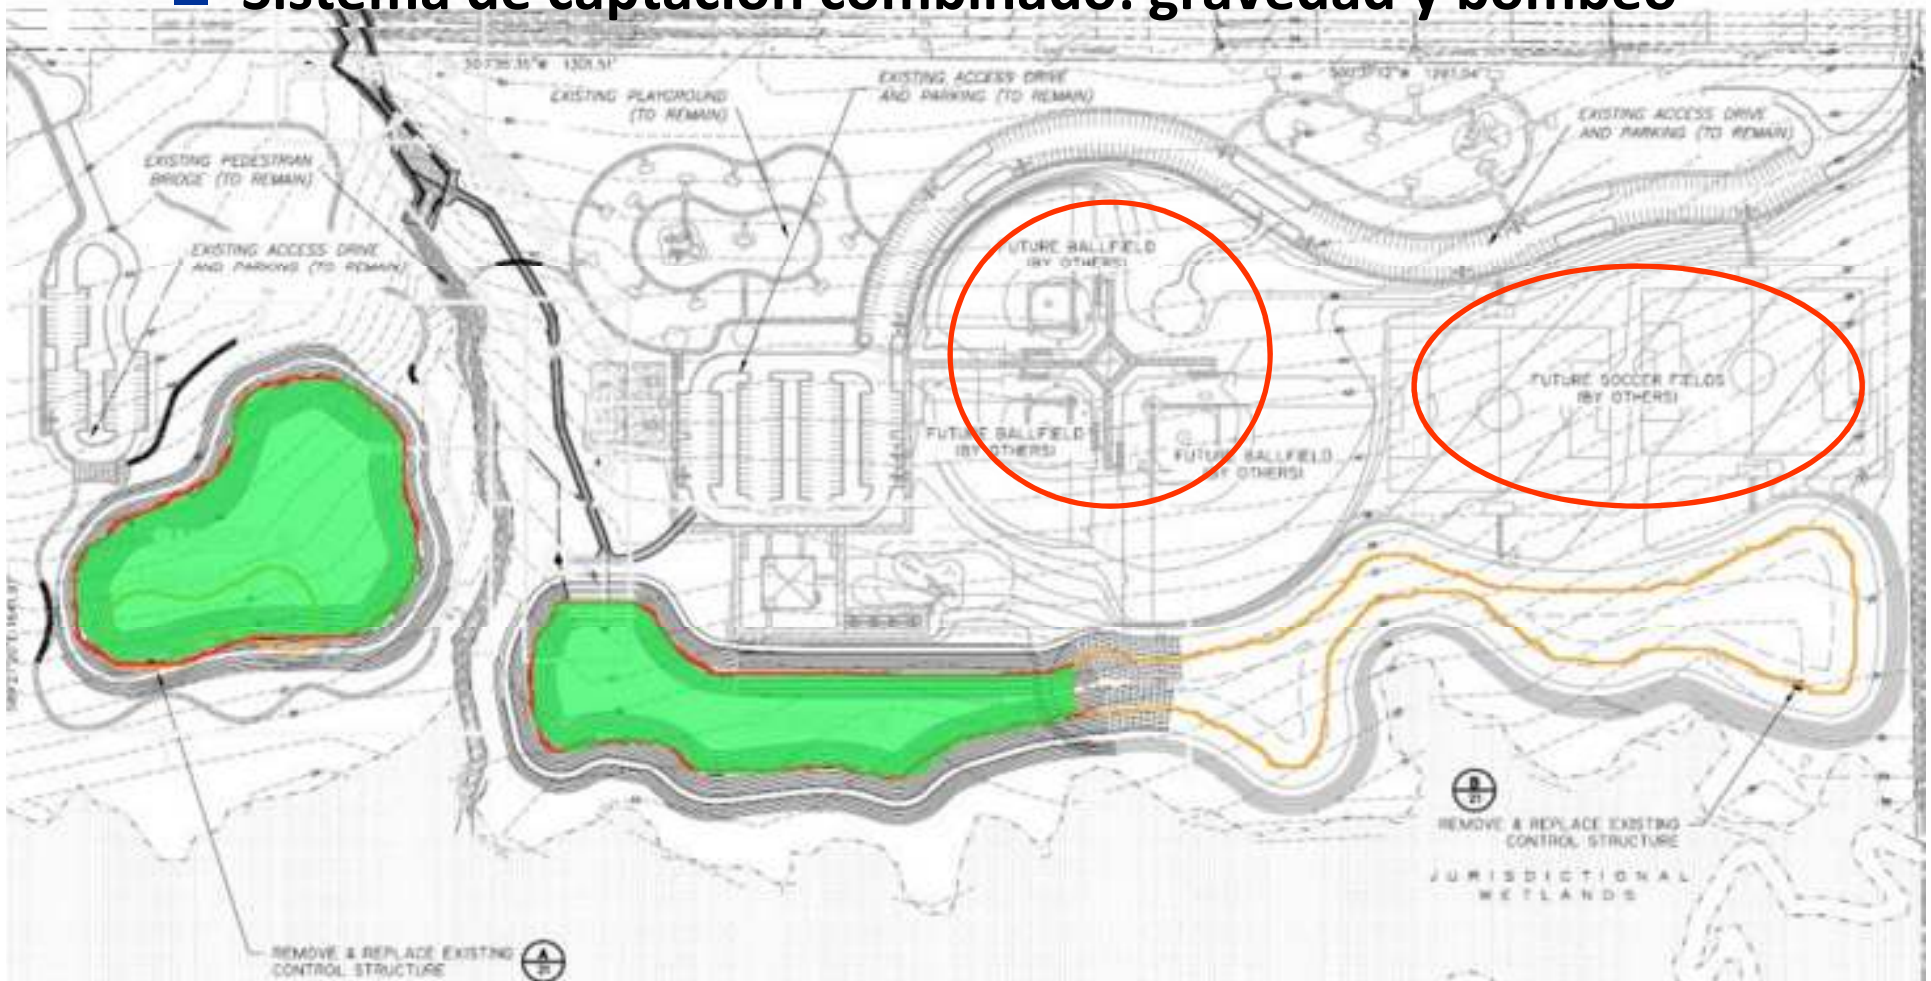 Sistema de captación combinado: gravedad y bombeo
EXISTING ACCESS DRIVE
AND PARKING (TO REMAIN)
EXISTING PLAYGROUND
(TO REMAIN)
EXISTING ACCESS DRIVE
AND PARKING (TO REMAIN)
EXISTING PEDESTRIAN
BRIDGE (TO REMAIN)
EXISTING ACCESS DRIVE
AND PARKING (TO REMAIN)
UTURE BALLFIELD
(BY OTHERS)
FUTURE SOCCER FIELDS
(BY OTHERS)
FUTURE BALLFIELD
(BY OTHERS)
FUTURE BALLFIELD
(BY OTHERS)
B
21
REMOVE & REPLACE EXISTING
CONTROL STRUCTURE
JURISDICTIONAL
WETLANDS
REMOVE & REPLACE EXISTING
CONTROL STRUCTURE
A
21